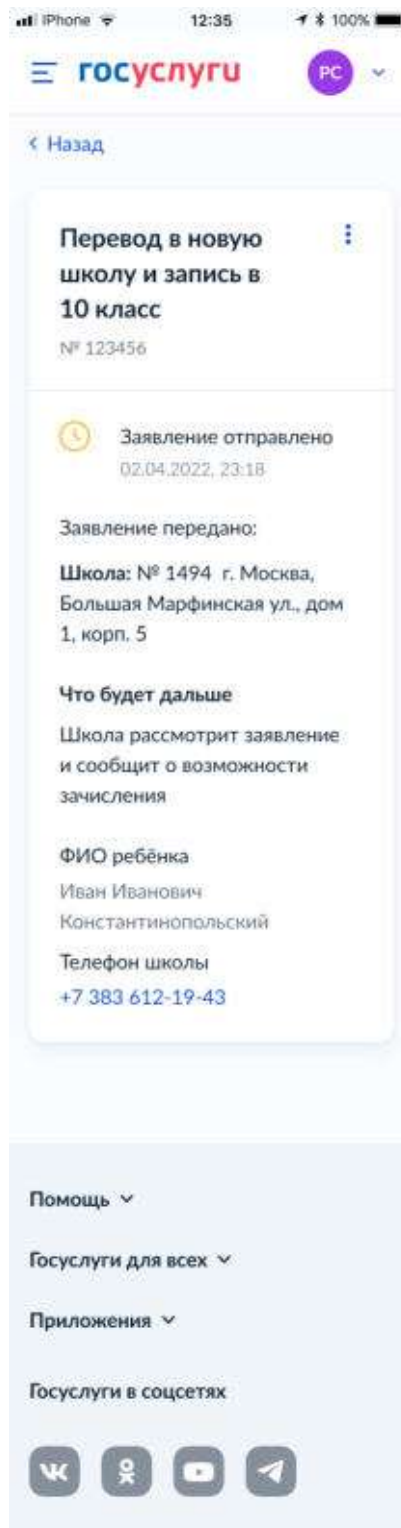 iPhone 12:35 100%
госуслуги РС
Назад
Перевод в новую
школу и запись в
10 класс
№ 123456
Заявление отправлено
02.04.2022, 23:18
Заявление передано:
Школа: № 1494 г. Москва,
Большая Марфинская ул., дом
1, корп. 5
Что будет дальше
Школа рассмотрит заявление
и сообщит о возможности
зачисления
ФИО ребёнка
Иван Иванович
Константинопольский
Телефон школы
+7 383 612-19-43
Помощь
Госуслуги для всех
Приложения
Госуслуги в соцсетях